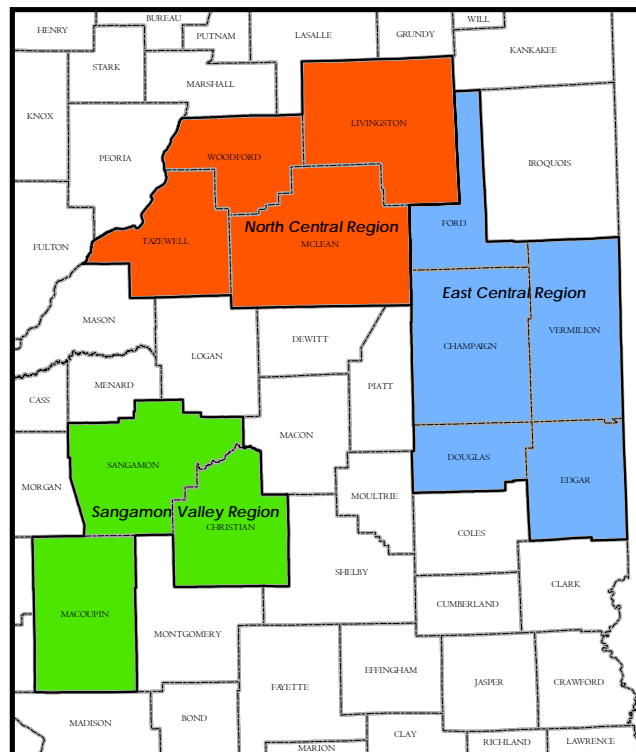 BUREAU
WILL
HENRY
PUTNAM
LASALLE
GRUNDY
KANKAKEE
STARK
MARSHALL
KNOX
LIVINGSTON
PEORIA
WOODFORD
IROQUOIS
North Central Region
FORD
TAZEWELL
MCLEAN
FULTON
East Central Region
MASON
VERMILION
DEWITT
CHAMPAIGN
LOGAN
MENARD
PIATT
CASS
MACON
DOUGLAS
SANGAMON
MOULTRIE
EDGAR
MORGAN
Sangamon Valley Region
CHRISTIAN
COLES
SHELBY
CLARK
CUMBERLAND
MACOUPIN
MONTGOMERY
EFFINGHAM
JASPER
CRAWFORD
FAYETTE
MADISON
BOND
CLAY
RICHLAND
LAWRENCE
MARION